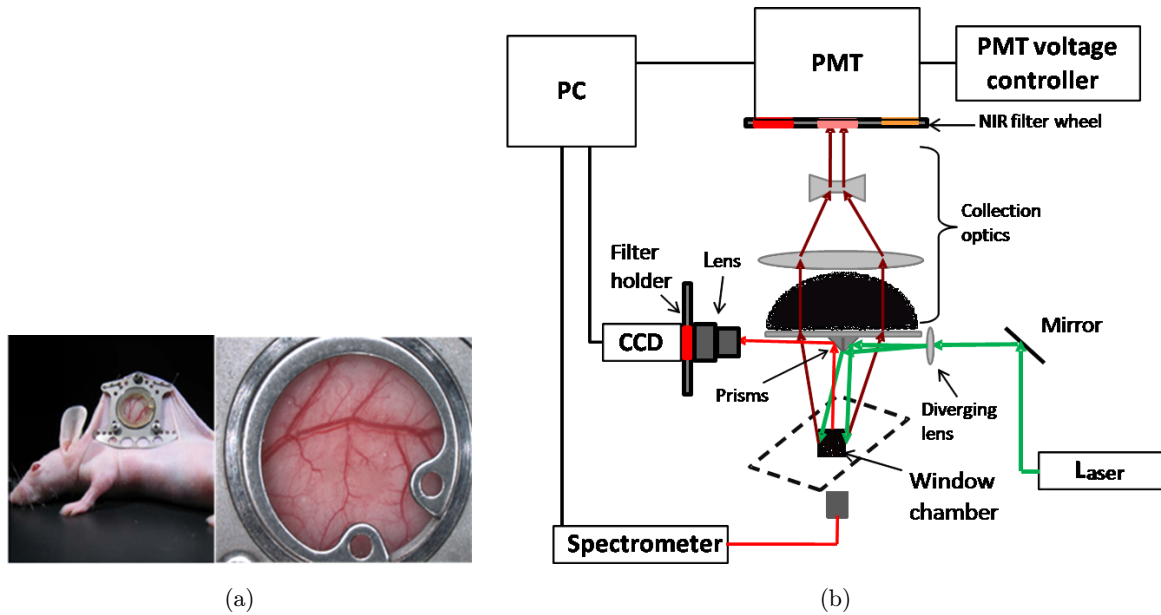 PC
PMT
PMT voltage
controller
NIR filter wheel
Collection
optics
Filter
holder
Lens
CCD
Mirror
Prisms
Diverging
lens
Laser
Window
chamber
Spectrometer
(a)
(b)